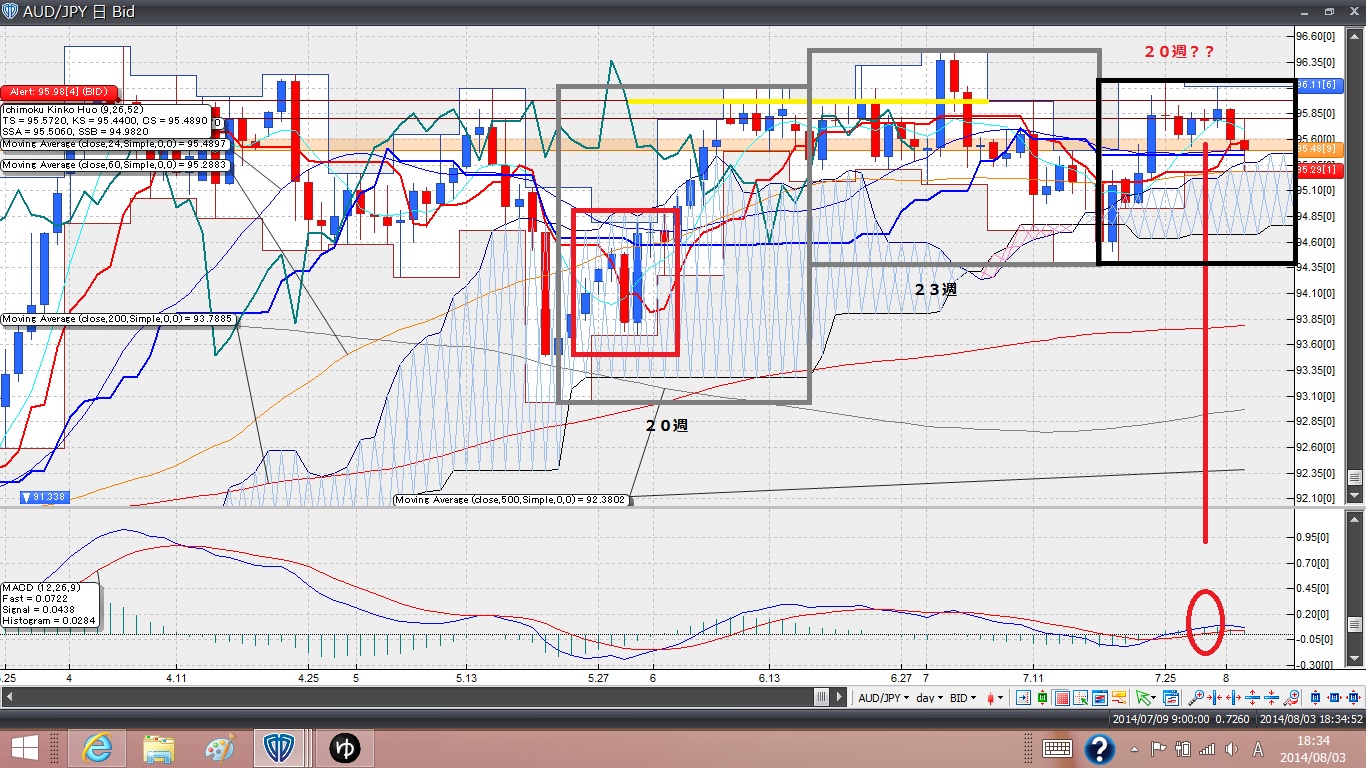 AUD/JPY 日 Bid
２０週？？
96.60[0]
96.35[0]
96.11[6]
95.85[0]
95.60[0]
95.48[9]
95.29[1]
95.10[0]
94.85[0]
94.60[0]
94.35[0]
94.10[0]
93.85[0]
93.60[0]
93.35[0]
93.10[0]
92.85[0]
92.60[0]
92.35[0]
92.10[0]
Alert: 95.98[4] (BID)
Ichimoku Kinko Huo (9,26,52)
TS = 95.5720, KS = 95.4400, CS = 95.4890
SSA = 95.5060, SSB = 94.9820
Moving Average (close,24,Simple,0,0) = 95.4897
Moving Average (close,60,Simple,0,0) = 95.2883
Moving Average (close,200,Simple,0,0) = 93.7885
２３週
２０週
▼ 91.338
Moving Average (close,500,Simple,0,0) = 92.3802
0.95[0]
0.70[0]
0.45[0]
0.20[0]
-0.05[0]
-0.30[0]
MACD (12,26,9)
Fast = 0.0722
Signal = 0.0438
Histogram = 0.0284
.25 4 4.11 4.25 5 5.13 5.27 6 6.13 6.27 7 7.11 7.25 8
AUD/JPY day BID
2014/07/09 9:00:00 0.7260 2014/08/03 18:34:52
ゆ
A
18:34
2014/08/03